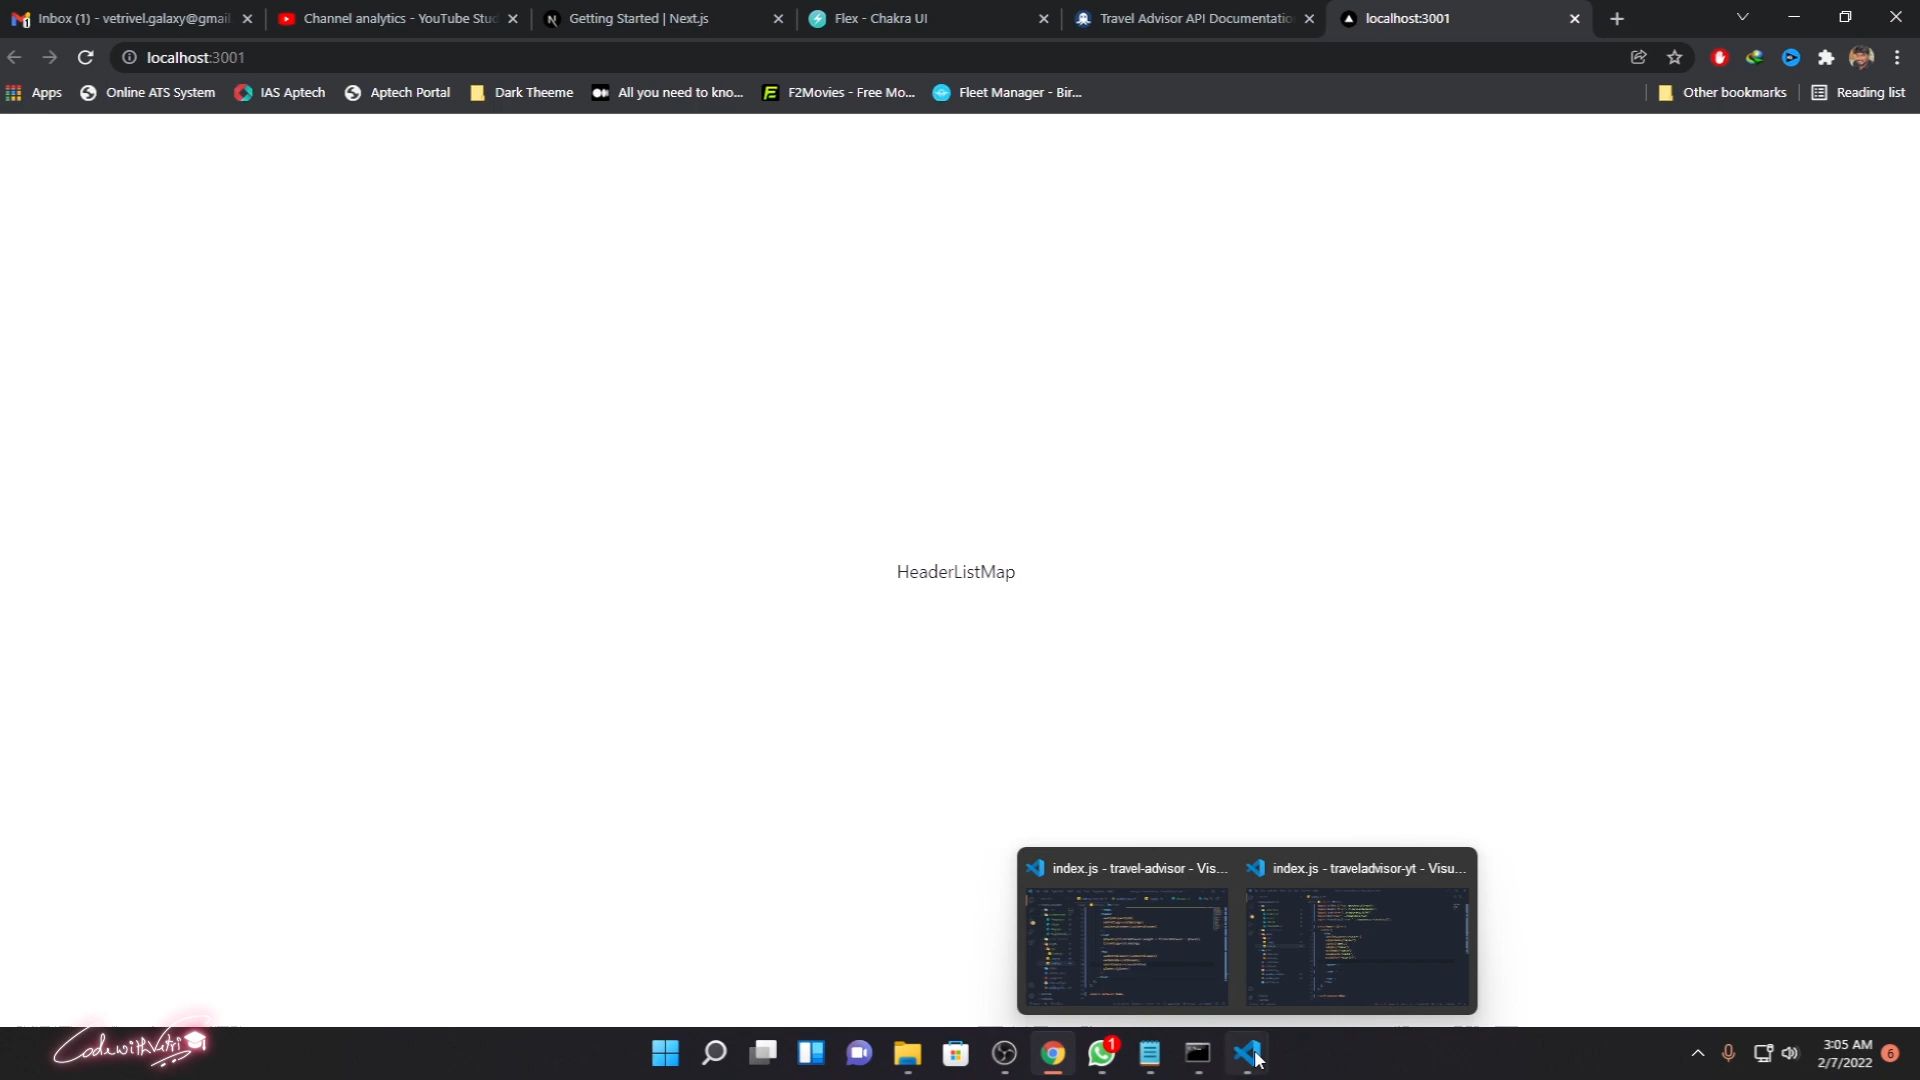 Inbox (1) - vetrivel.galaxy@gmail.
Channel analytics - YouTube Stud
Getting Started | Next.js
Flex - Chakra UI
Travel Advisor API Documentatio
localhost:3001
localhost:3001
Apps
Online ATS System
IAS Aptech
Aptech Portal
Dark Theeme
All you need to kno...
F2Movies - Free Mo...
Fleet Manager - Bir...
Other bookmarks
Reading list
HeaderListMap
index.js - travel-advisor - Vis...
index.js - traveladvisor-yt - Visu...
CodewithVetri
1
3:05 AM
2/7/2022
6